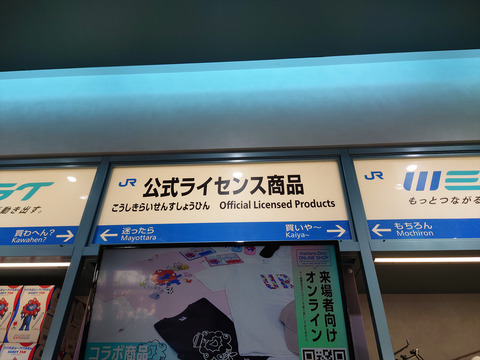 動き出す。
買わへん?
Kawahen?
JR 公式ライセンス商品
こうしきらいせんすしょうひん Official Licensed Products
← 迷ったら
Mayottara
買いや~ →
Kaiya~
JR WE
もっとつながる
← もちろん
Mochiron
ONLINE SHOP
来場者向け
オンライン
コラボ商品